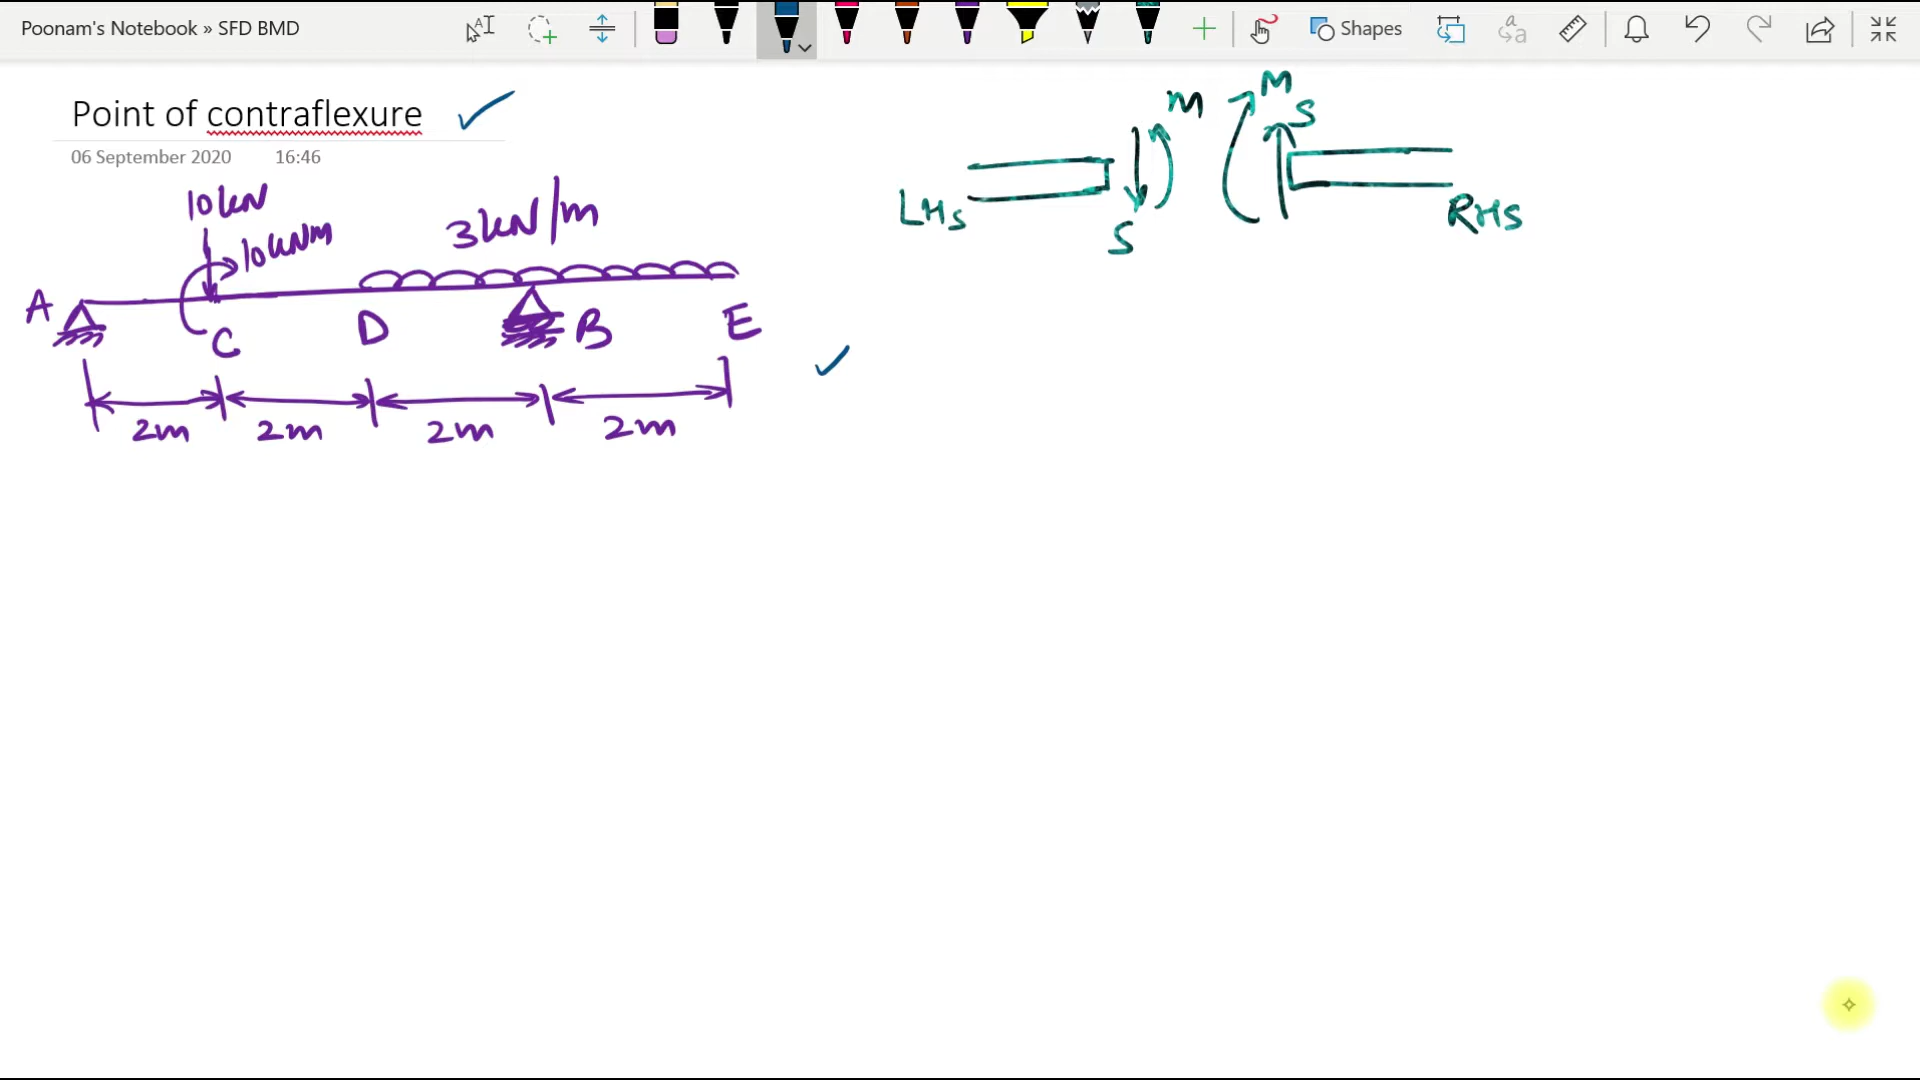 Poonam's Notebook » SFD BMD
Shapes
Point of contraflexure
06 September 2020 16:46
10kN
10kNm
3kN/m
A
C
D
B
E
2m 2m 2m 2m
M
M
S
LHS
S
RHS